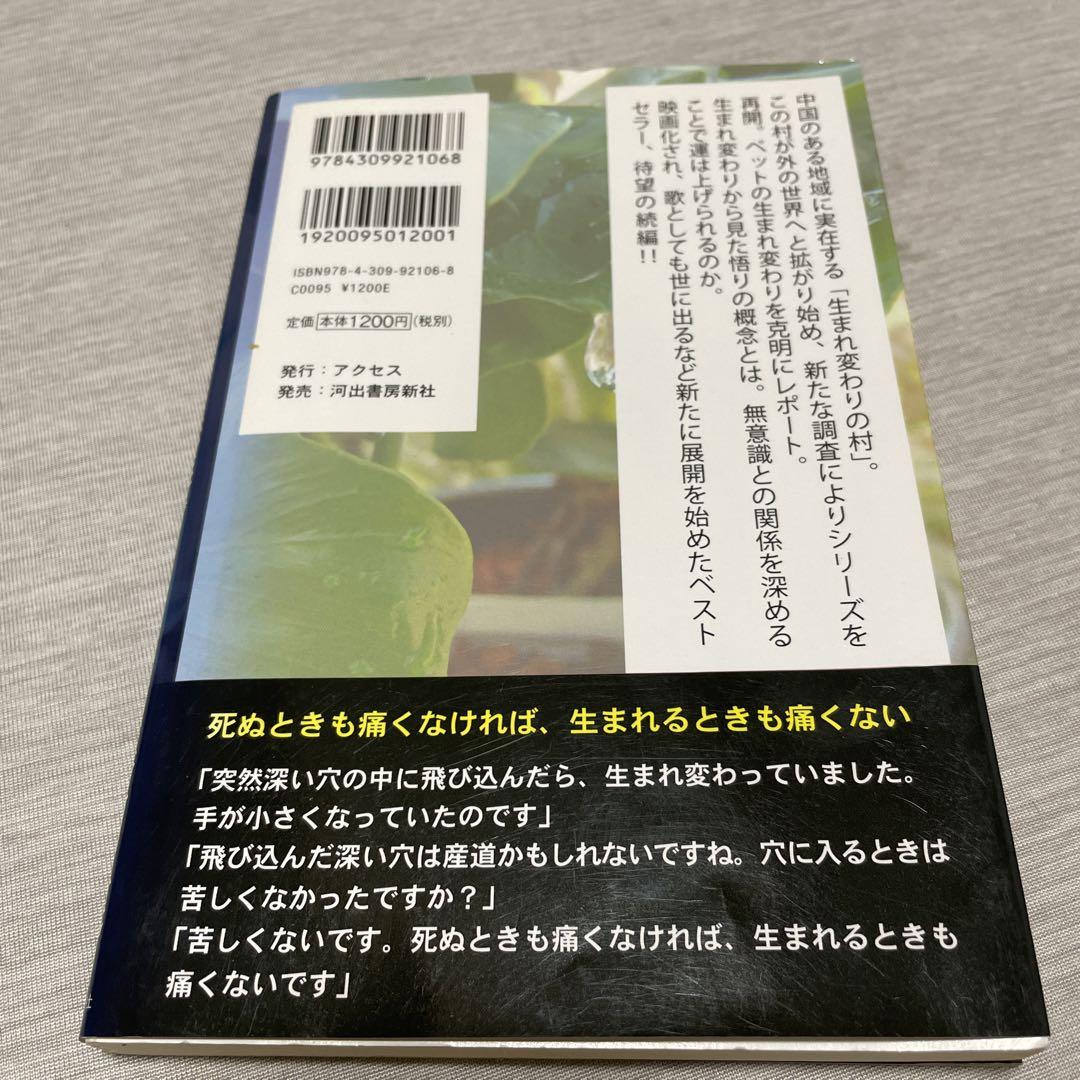 9784309921068
1920095012001
ISBN978-4-309-92106-8
C0095 ¥1200E
定価 本体1200円 (税別)
発行：アクセス
発売：河出書房新社
中国のある地域に実在する「生まれ変わりの村」。
この村が外の世界へと拡がり始め、新たな調査によりシリーズを
再開。ペットの生まれ変わりを克明にレポート。
生まれ変わりから見た悟りの概念とは。無意識との関係を深める
ことで運は上げられるのか。
映画化され、歌としても世に出るなど新たに展開を始めたベスト
セラー、待望の続編!!
死ぬときも痛くなければ、生まれるときも痛くない
「突然深い穴の中に飛び込んだら、生まれ変わっていました。
手が小さくなっていたのです」
「飛び込んだ深い穴は産道かもしれないですね。穴に入るときは
苦しくなかったですか？」
「苦しくないです。死ぬときも痛くなければ、生まれるときも
痛くないです」